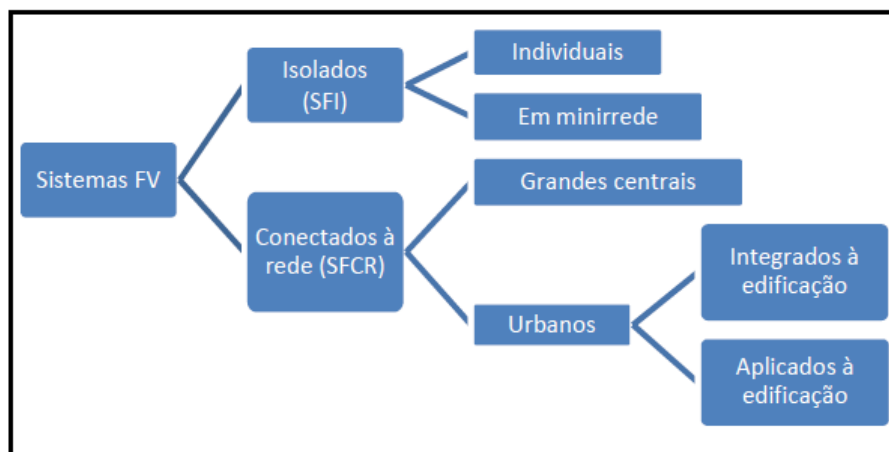 Sistemas FV
Isolados
(SFI)
Individuais
Em minirrede
Conectados à
rede (SFCR)
Grandes centrais
Urbanos
Integrados à
edificação
Aplicados à
edificação